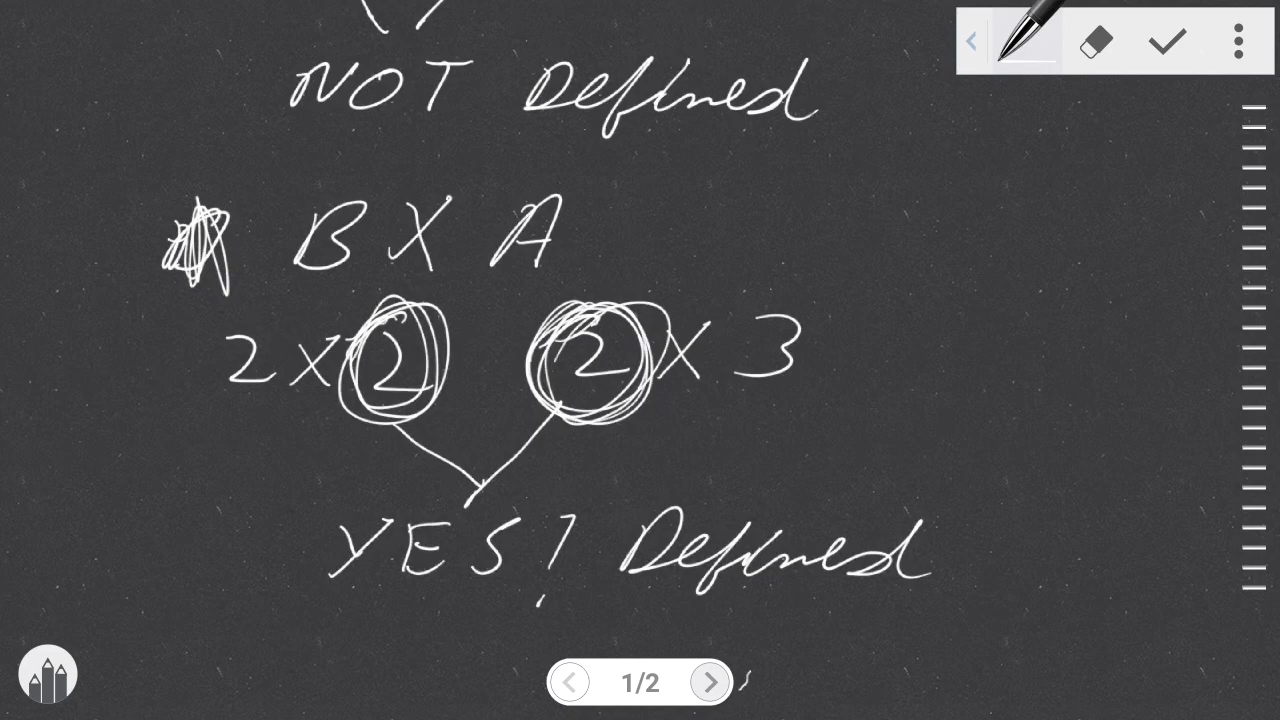 NOT Defined
B X A
2 X 2 2 X 3
YES! Defined
1/2